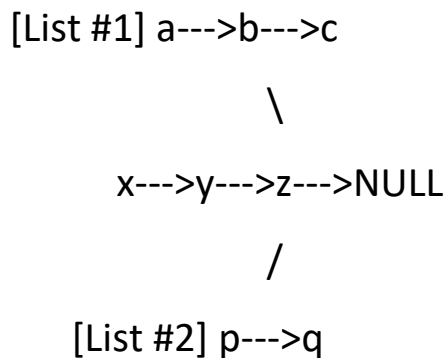 [List #1] a--->b--->c
\
x--->y--->z--->NULL
/
[List #2] p--->q